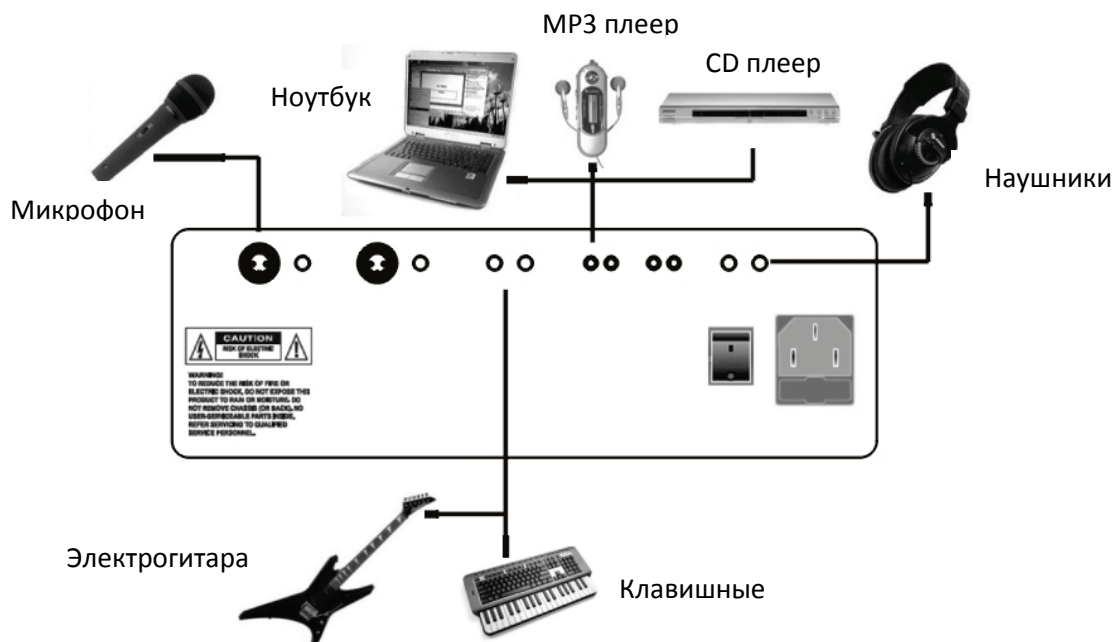 MP3 плеер
CD плеер
Ноутбук
Наушники
Микрофон
CAUTION
RISK OF ELECTRIC
SHOCK
WARNING!
TO REDUCE THE RISK OF FIRE OR
ELECTRIC SHOCK, DO NOT EXPOSE THIS
PRODUCT TO RAIN OR MOISTURE. DO
NOT REMOVE CHASSIS (OR BACK). NO
USER-SERVICEABLE PARTS INSIDE.
REFER SERVICING TO QUALIFIED
SERVICE PERSONNEL.
Электрогитара
Клавишные